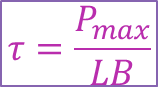 τ = P_max / LB